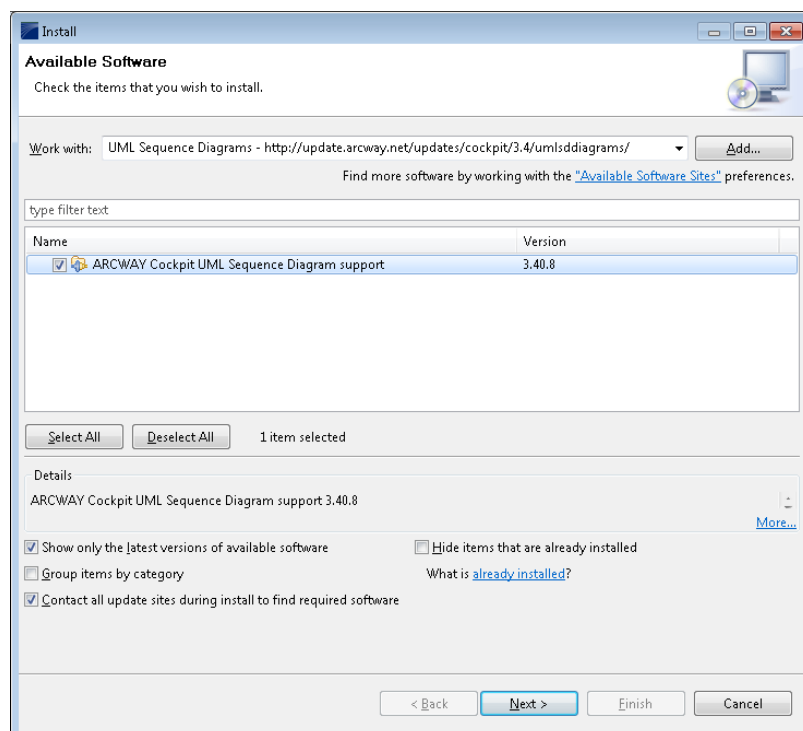 Install
Available Software
Check the items that you wish to install.
Work with: UML Sequence Diagrams - http://update.arcway.net/updates/cockpit/3.4/umlsddiagrams/ Add...
Find more software by working with the "Available Software Sites" preferences.
type filter text
Name Version
ARCWAY Cockpit UML Sequence Diagram support 3.40.8
Select All Deselect All 1 item selected
Details
ARCWAY Cockpit UML Sequence Diagram support 3.40.8
More...
Show only the latest versions of available software Hide items that are already installed
Group items by category What is already installed?
Contact all update sites during install to find required software
< Back Next > Finish Cancel